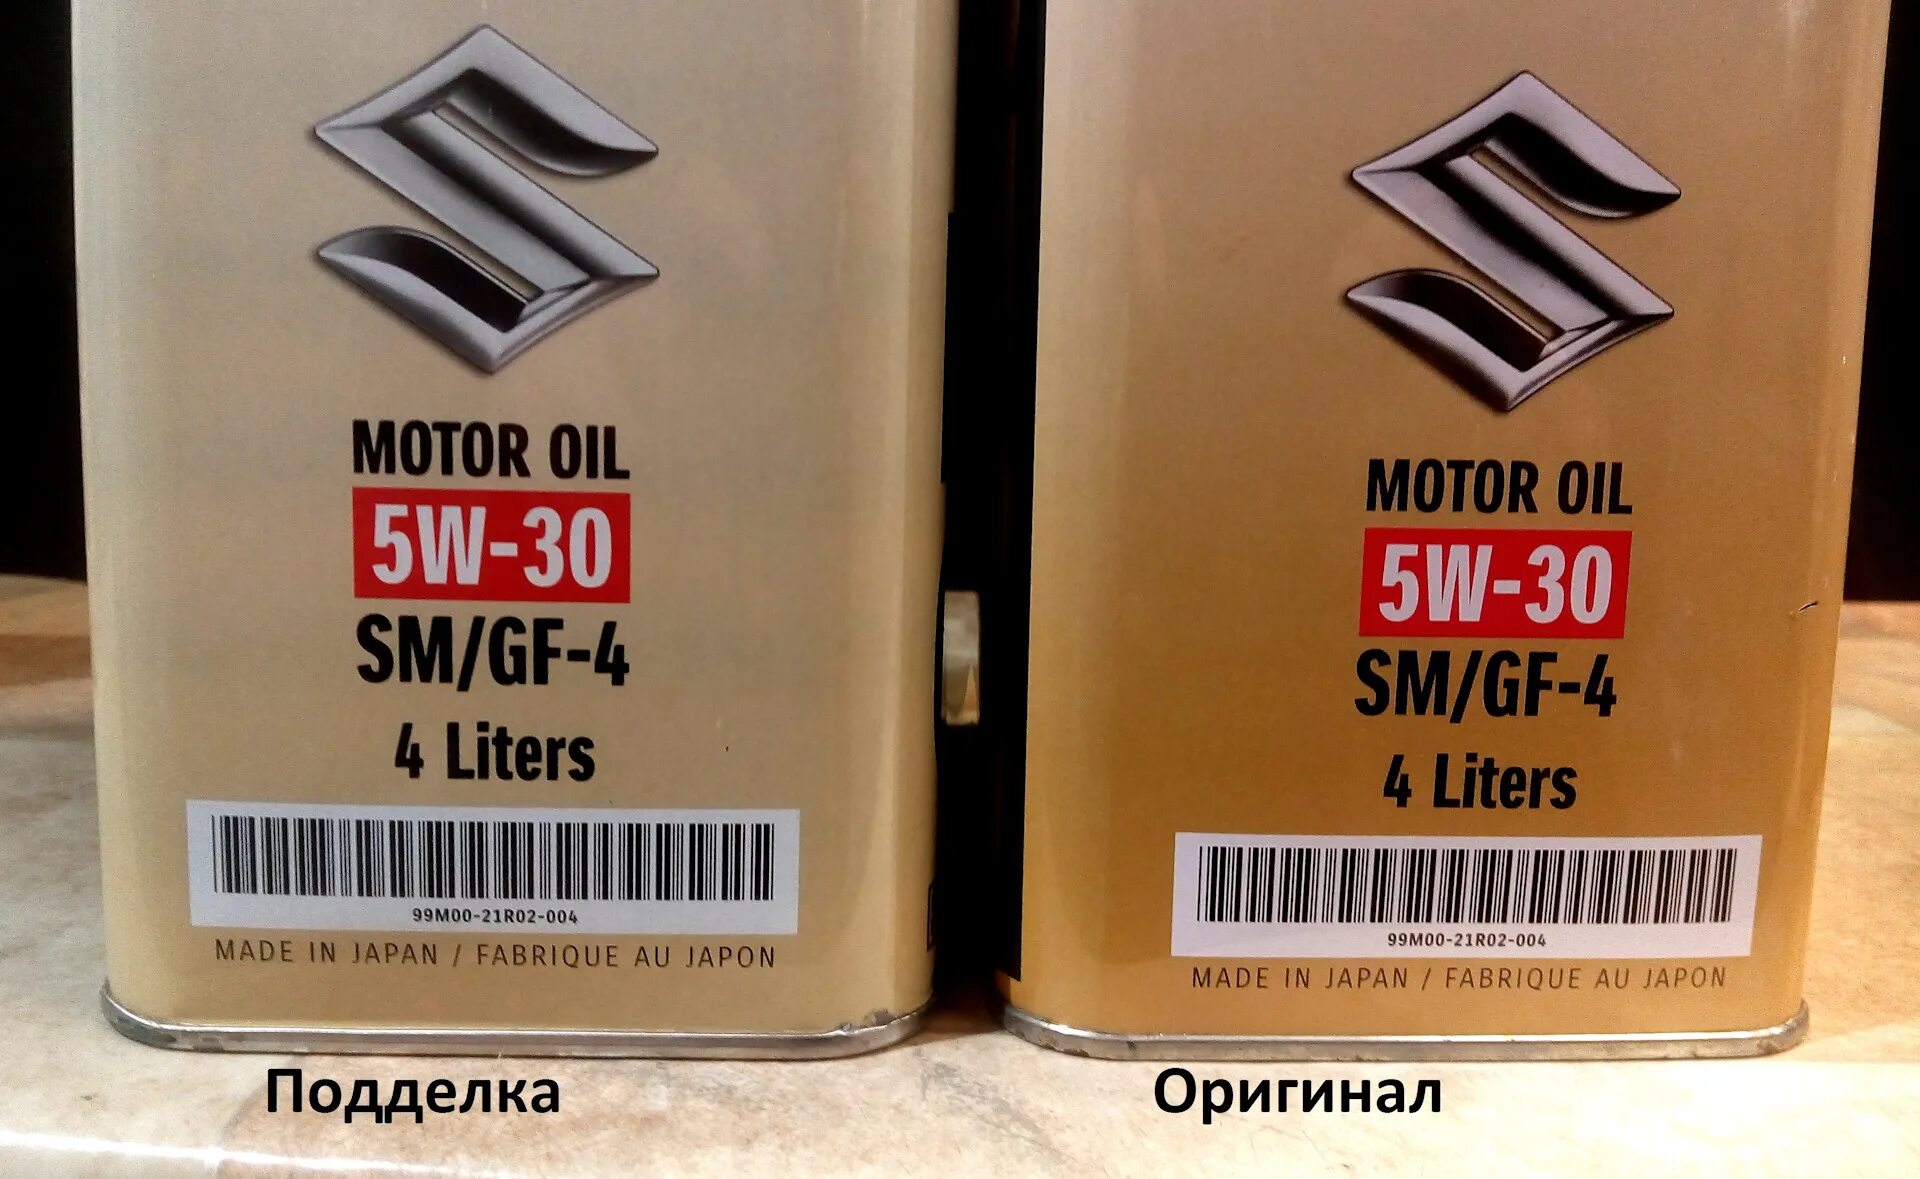 MOTOR OIL
5W-30
SM/GF-4
4 Liters
99M00-21R02-004
MADE IN JAPAN / FABRIQUE AU JAPON
Подделка
MOTOR OIL
5W-30
SM/GF-4
4 Liters
99M00-21R02-004
MADE IN JAPAN / FABRIQUE AU JAPON
Оригинал